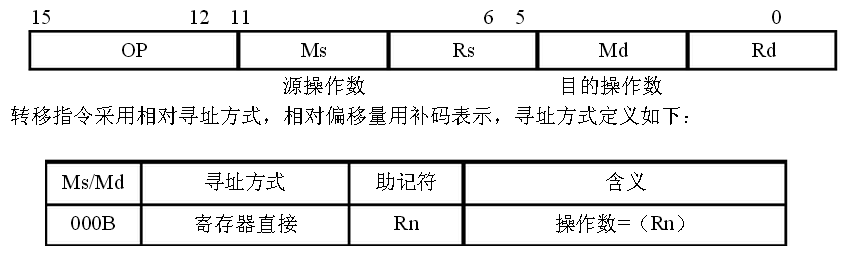 15 12 11 6 5 0
OP Ms Rs Md Rd
源操作数 目的操作数
转移指令采用相对寻址方式，相对偏移量用补码表示，寻址方式定义如下：
Ms/Md 寻址方式 助记符 含义
000B 寄存器直接 Rn 操作数=（Rn）